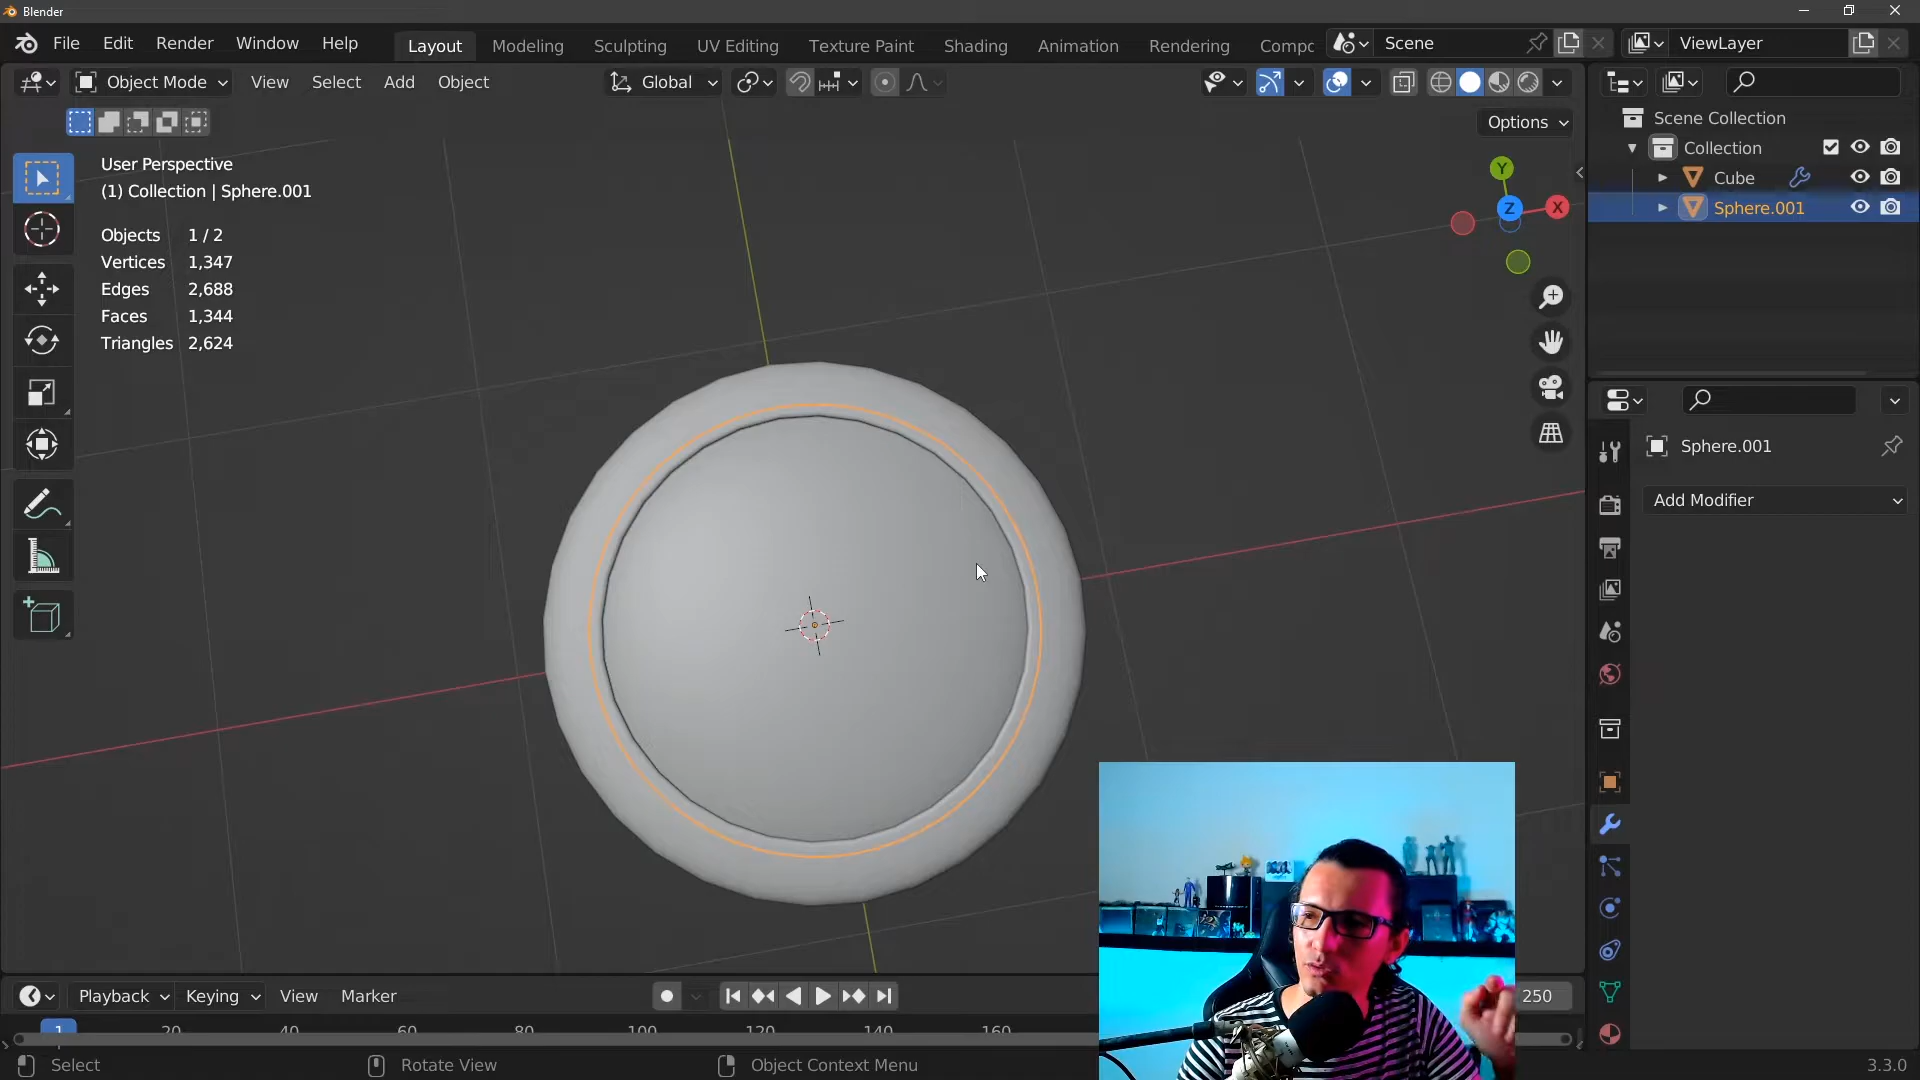 Blender
File Edit Render Window Help Layout Modeling Sculpting UV Editing Texture Paint Shading Animation Rendering Compc Scene ViewLayer
Object Mode View Select Add Object Global
Options
User Perspective
(1) Collection | Sphere.001
Objects 1 / 2
Vertices 1,347
Edges 2,688
Faces 1,344
Triangles 2,624
Y
Z
X
Scene Collection
Collection
Cube
Sphere.001
Sphere.001
Add Modifier
Playback Keying View Marker 250
1 20 40 60 80 100 120 140 160
Select Rotate View Object Context Menu 3.3.0